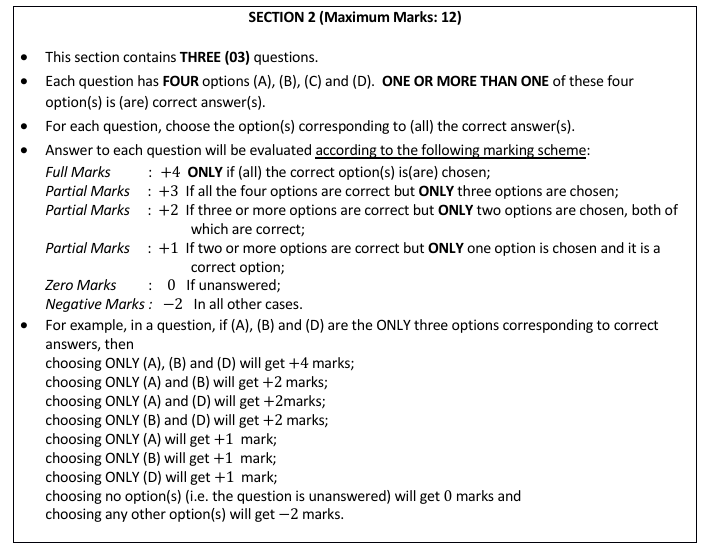 SECTION 2 (Maximum Marks: 12)
• This section contains THREE (03) questions.
• Each question has FOUR options (A), (B), (C) and (D). ONE OR MORE THAN ONE of these four
option(s) is (are) correct answer(s).
• For each question, choose the option(s) corresponding to (all) the correct answer(s).
• Answer to each question will be evaluated according to the following marking scheme:
Full Marks : +4 ONLY if (all) the correct option(s) is(are) chosen;
Partial Marks : +3 If all the four options are correct but ONLY three options are chosen;
Partial Marks : +2 If three or more options are correct but ONLY two options are chosen, both of
which are correct;
Partial Marks : +1 If two or more options are correct but ONLY one option is chosen and it is a
correct option;
Zero Marks : 0 If unanswered;
Negative Marks : −2 In all other cases.
• For example, in a question, if (A), (B) and (D) are the ONLY three options corresponding to correct
answers, then
choosing ONLY (A), (B) and (D) will get +4 marks;
choosing ONLY (A) and (B) will get +2 marks;
choosing ONLY (A) and (D) will get +2marks;
choosing ONLY (B) and (D) will get +2 marks;
choosing ONLY (A) will get +1 mark;
choosing ONLY (B) will get +1 mark;
choosing ONLY (D) will get +1 mark;
choosing no option(s) (i.e. the question is unanswered) will get 0 marks and
choosing any other option(s) will get −2 marks.